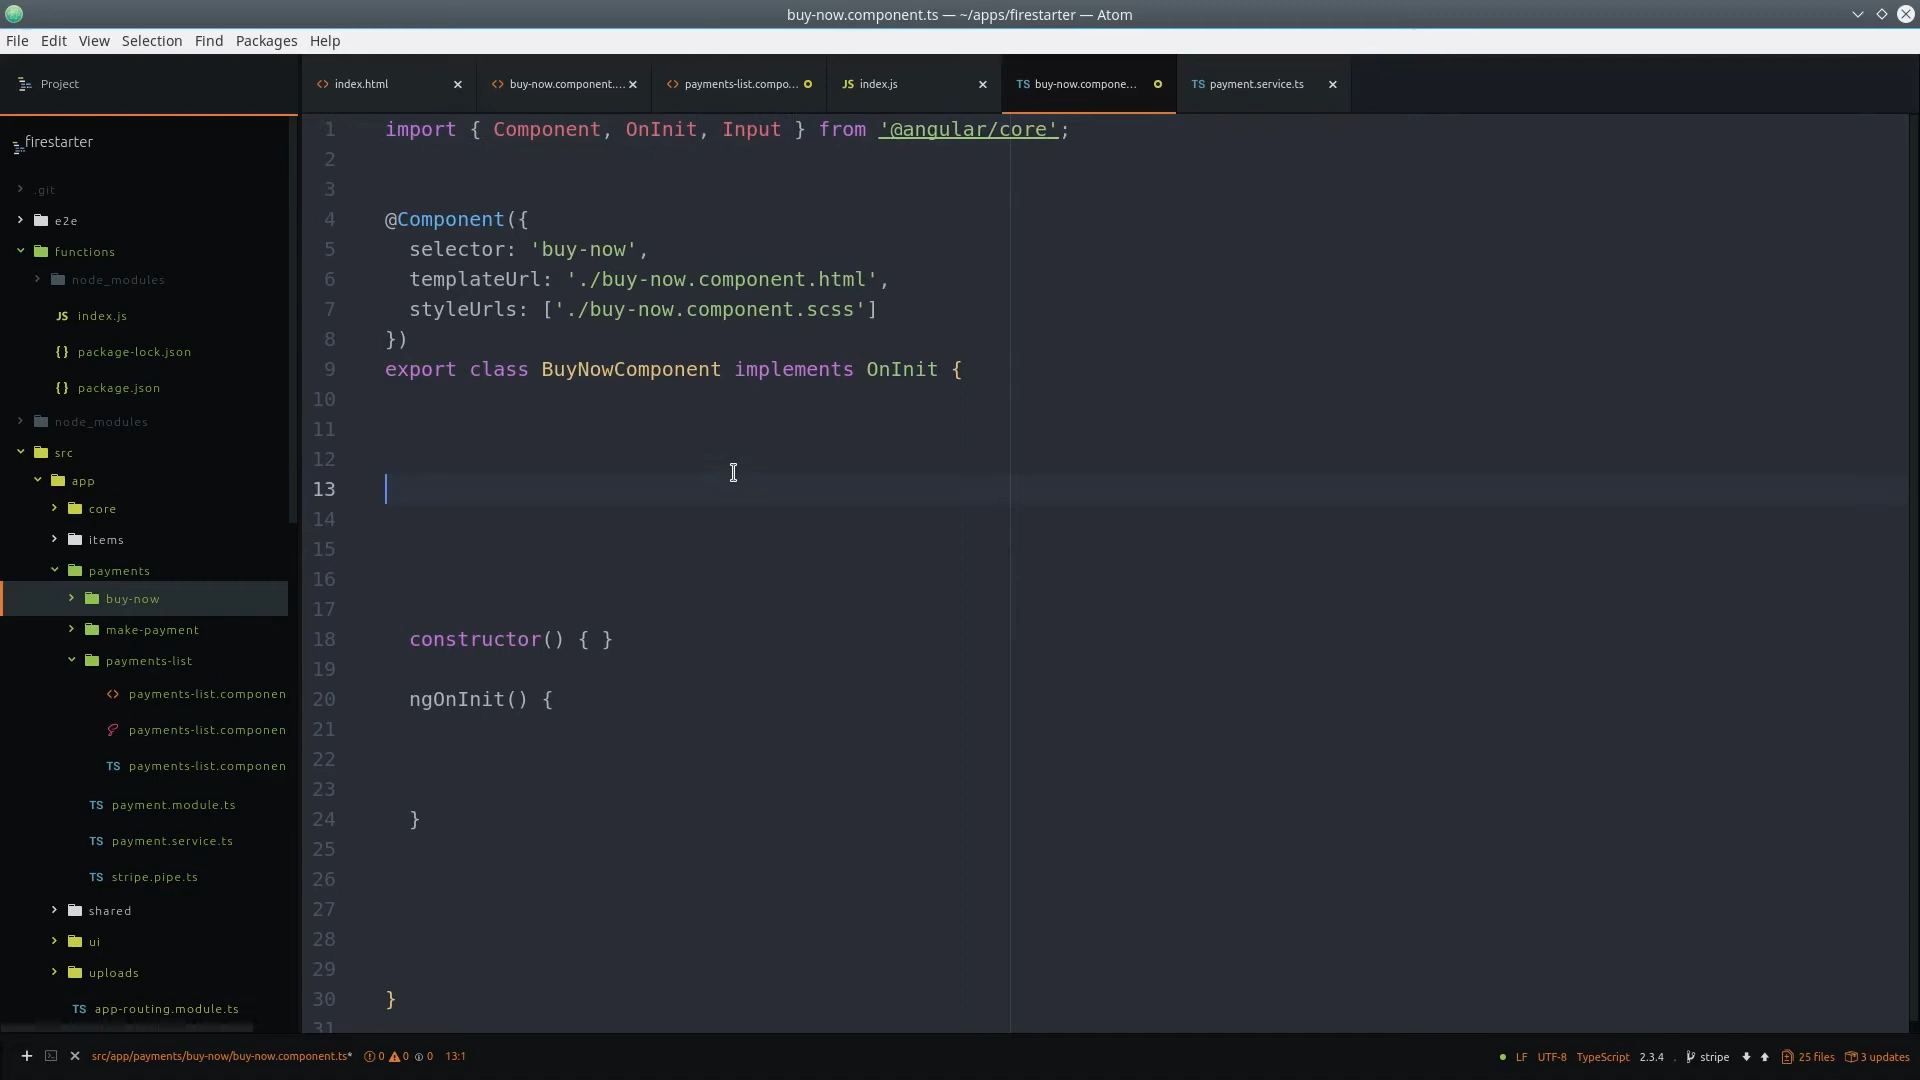 buy-now.component.ts — ~/apps/firestarter — Atom
File Edit View Selection Find Packages Help
Project
index.html
buy-now.component....
payments-list.compo...
JS index.js
TS buy-now.compone...
TS payment.service.ts
firestarter
.git
e2e
functions
node_modules
JS index.js
{} package-lock.json
{} package.json
node_modules
src
app
core
items
payments
buy-now
make-payment
payments-list
<> payments-list.componen
payments-list.componen
TS payments-list.componen
TS payment.module.ts
TS payment.service.ts
TS stripe.pipe.ts
shared
ui
uploads
TS app-routing.module.ts
1 import { Component, OnInit, Input } from '@angular/core';
2
3
4 @Component({
5 selector: 'buy-now',
6 templateUrl: './buy-now.component.html',
7 styleUrls: ['./buy-now.component.scss']
8 })
9 export class BuyNowComponent implements OnInit {
10
11
12
13
14
15
16
17
18 constructor() { }
19
20 ngOnInit() {
21
22
23
24 }
25
26
27
28
29
30 }
31
src/app/payments/buy-now/buy-now.component.ts* 0 0 0 13:1
LF UTF-8 TypeScript 2.3.4 stripe 25 files 3 updates